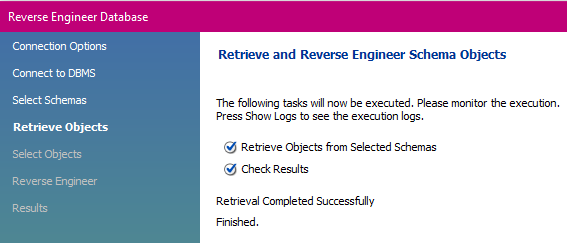 Reverse Engineer Database
Connection Options
Connect to DBMS
Select Schemas
Retrieve Objects
Select Objects
Reverse Engineer
Results
Retrieve and Reverse Engineer Schema Objects
The following tasks will now be executed. Please monitor the execution.
Press Show Logs to see the execution logs.
Retrieve Objects from Selected Schemas
Check Results
Retrieval Completed Successfully
Finished.